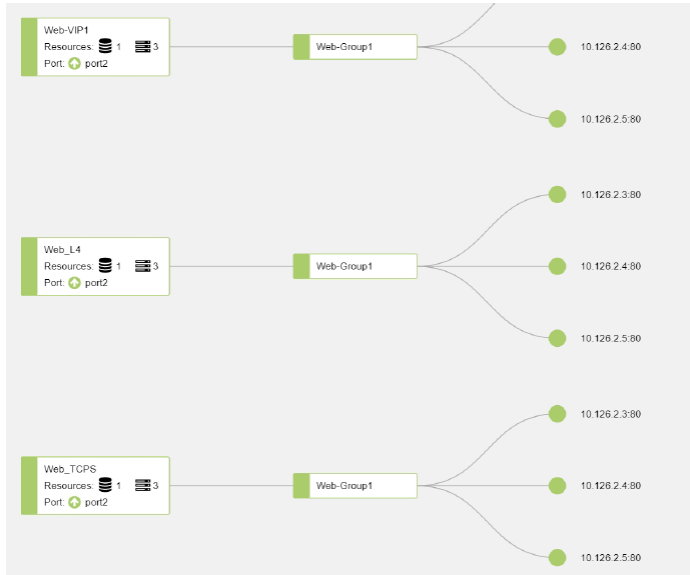 Web-VIP1
Resources: 1 3
Port: port2
Web-Group1
10.126.2.4:80
10.126.2.5:80
10.126.2.3:80
Web_L4
Resources: 1 3
Port: port2
Web-Group1
10.126.2.4:80
10.126.2.5:80
10.126.2.3:80
Web_TCPS
Resources: 1 3
Port: port2
Web-Group1
10.126.2.4:80
10.126.2.5:80